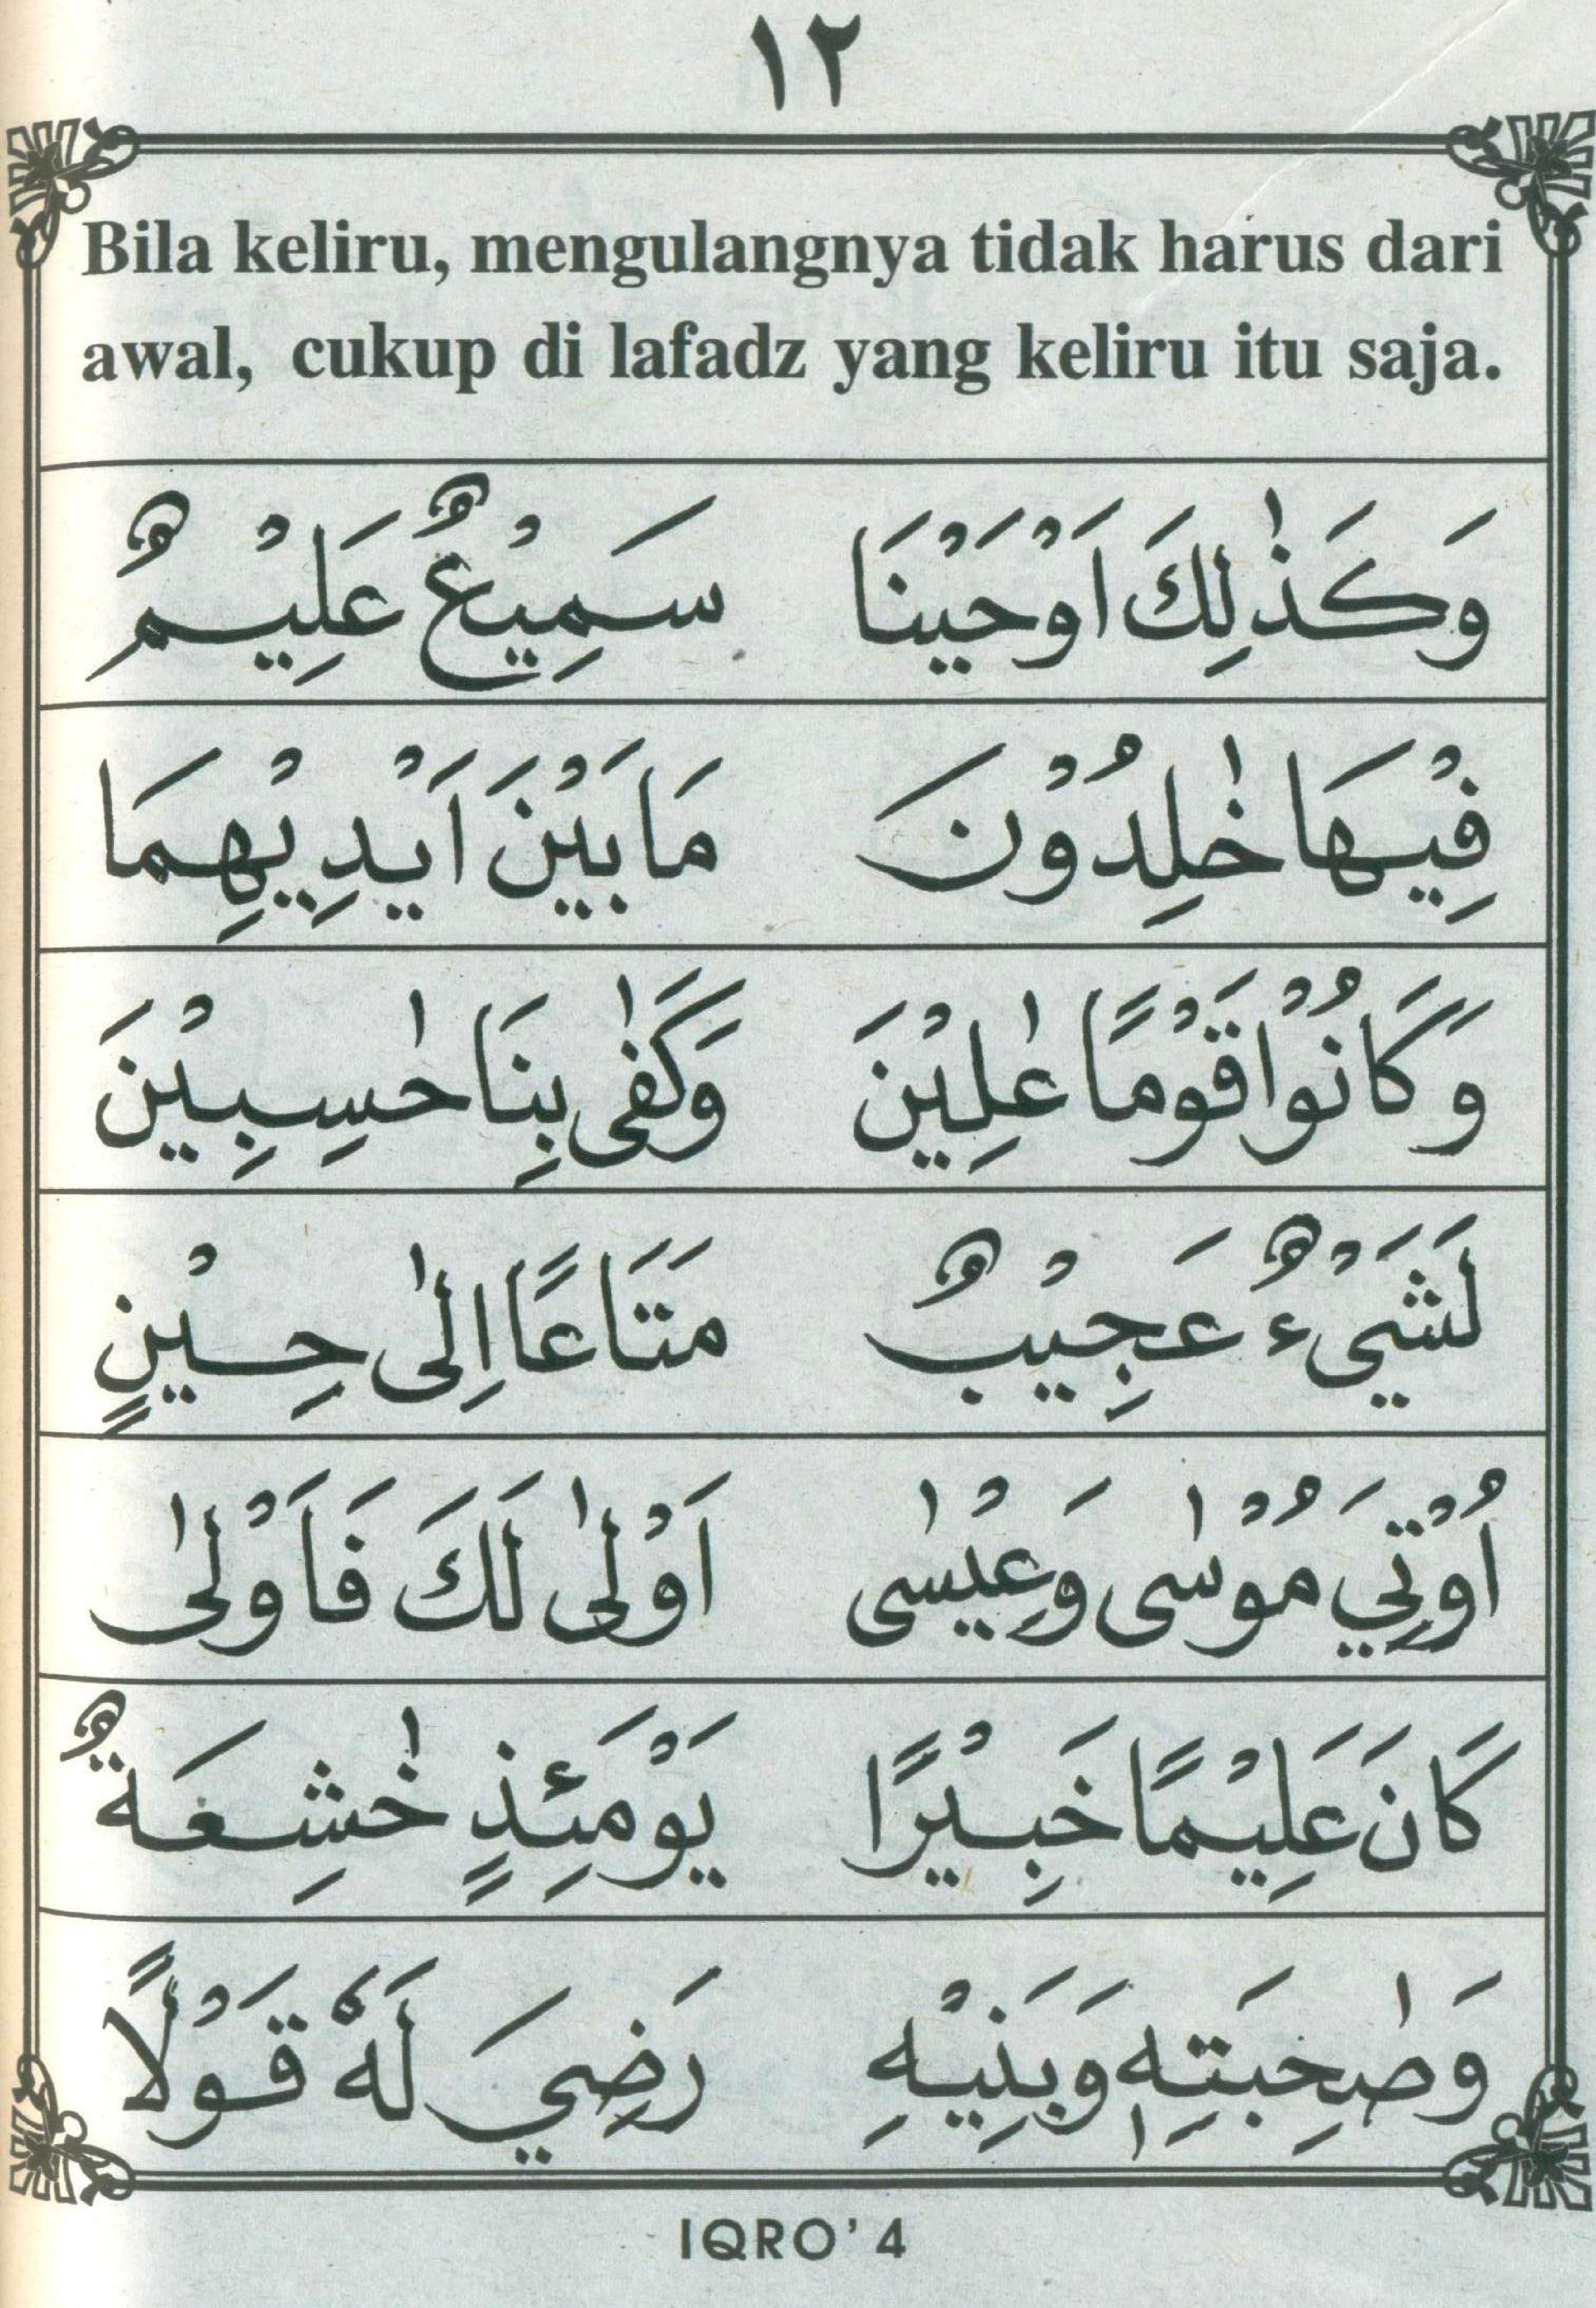 ١٢
Bila keliru, mengulangnya tidak harus dari
awal, cukup di lafadz yang keliru itu saja.
وَكَذٰلِكَ اَوْحَيْنَا سَمِيْعٌ عَلِيْمٌ
فِيْهَا خٰلِدُوْنَ مَا بَيْنَ اَيْدِيْهِمَا
وَكَانُوْا قَوْمًا عٰلِيْنَ وَكَفٰى بِنَا حٰسِبِيْنَ
لَشَيْءٌ عَجِيْبٌ مَتَاعًا اِلٰى حِيْنٍ
اُوْتِيَ مُوْسٰى وَعِيْسٰى اَوْلٰى لَكَ فَاَوْلٰى
كَانَ عَلِيْمًا خَبِيْرًا يَوْمَئِذٍ خٰشِعَةٌ
وَصٰحِبَتِهٖ وَبَنِيْهِ رَضِيَ لَهٗ قَوْلًا
IQRO' 4